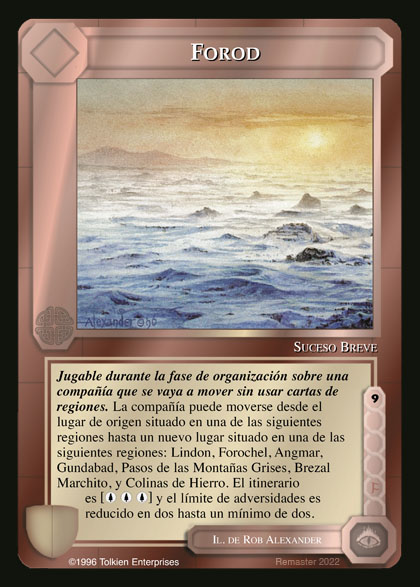 Forod
Alexander ©90
Suceso Breve
Jugable durante la fase de organización sobre una
compañía que se vaya a mover sin usar cartas de
regiones. La compañía puede moverse desde el
lugar de origen situado en una de las siguientes
regiones hasta un nuevo lugar situado en una de las
siguientes regiones: Lindon, Forochel, Angmar,
Gundabad, Pasos de las Montañas Grises, Brezal
Marchito, y Colinas de Hierro. El itinerario
es [ ] y el límite de adversidades es
reducido en dos hasta un mínimo de dos.
9
F
Il. de Rob Alexander
©1996 Tolkien Enterprises
Remaster 2022